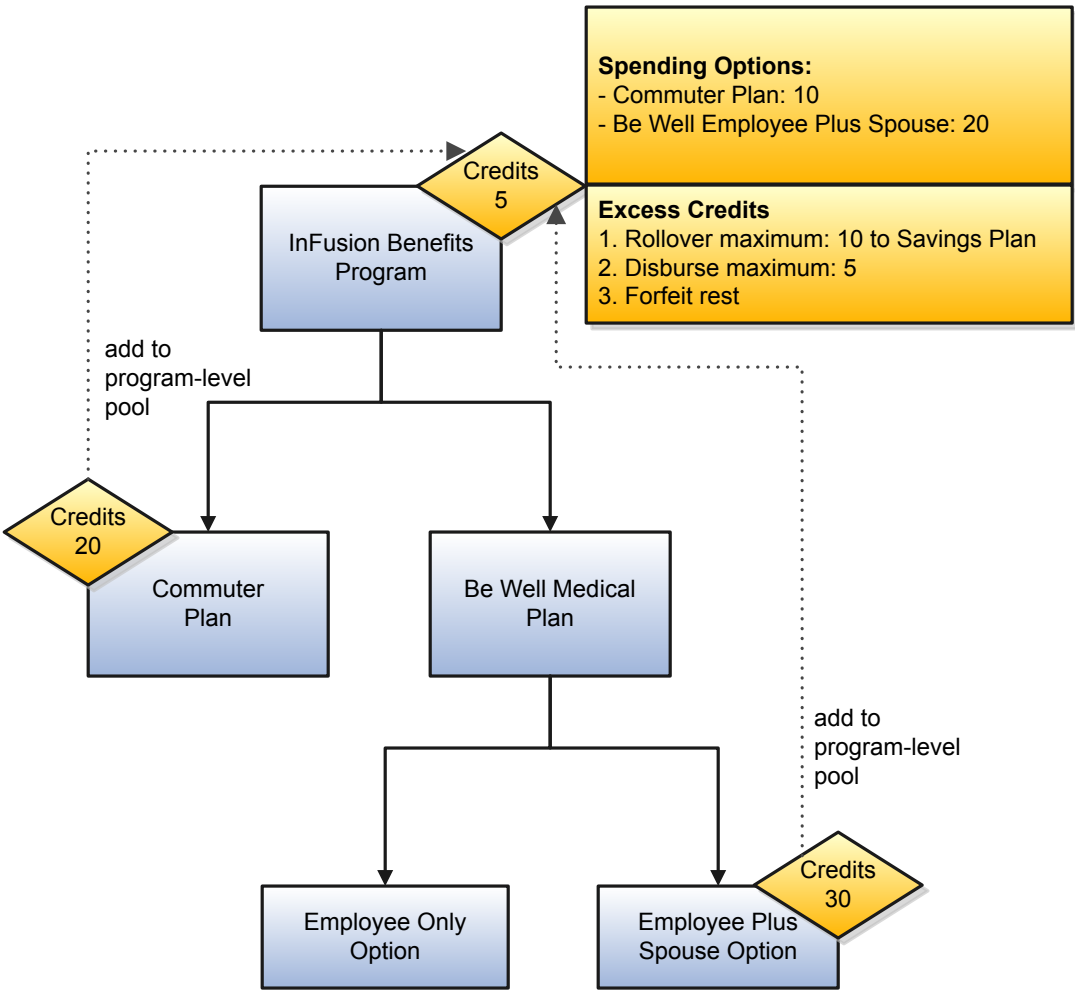 Spending Options:
- Commuter Plan: 10
- Be Well Employee Plus Spouse: 20
Credits
5
Excess Credits
1. Rollover maximum: 10 to Savings Plan
2. Disburse maximum: 5
3. Forfeit rest
InFusion Benefits
Program
add to
program-level
pool
Credits
20
Commuter
Plan
Be Well Medical
Plan
add to
program-level
pool
Credits
30
Employee Only
Option
Employee Plus
Spouse Option